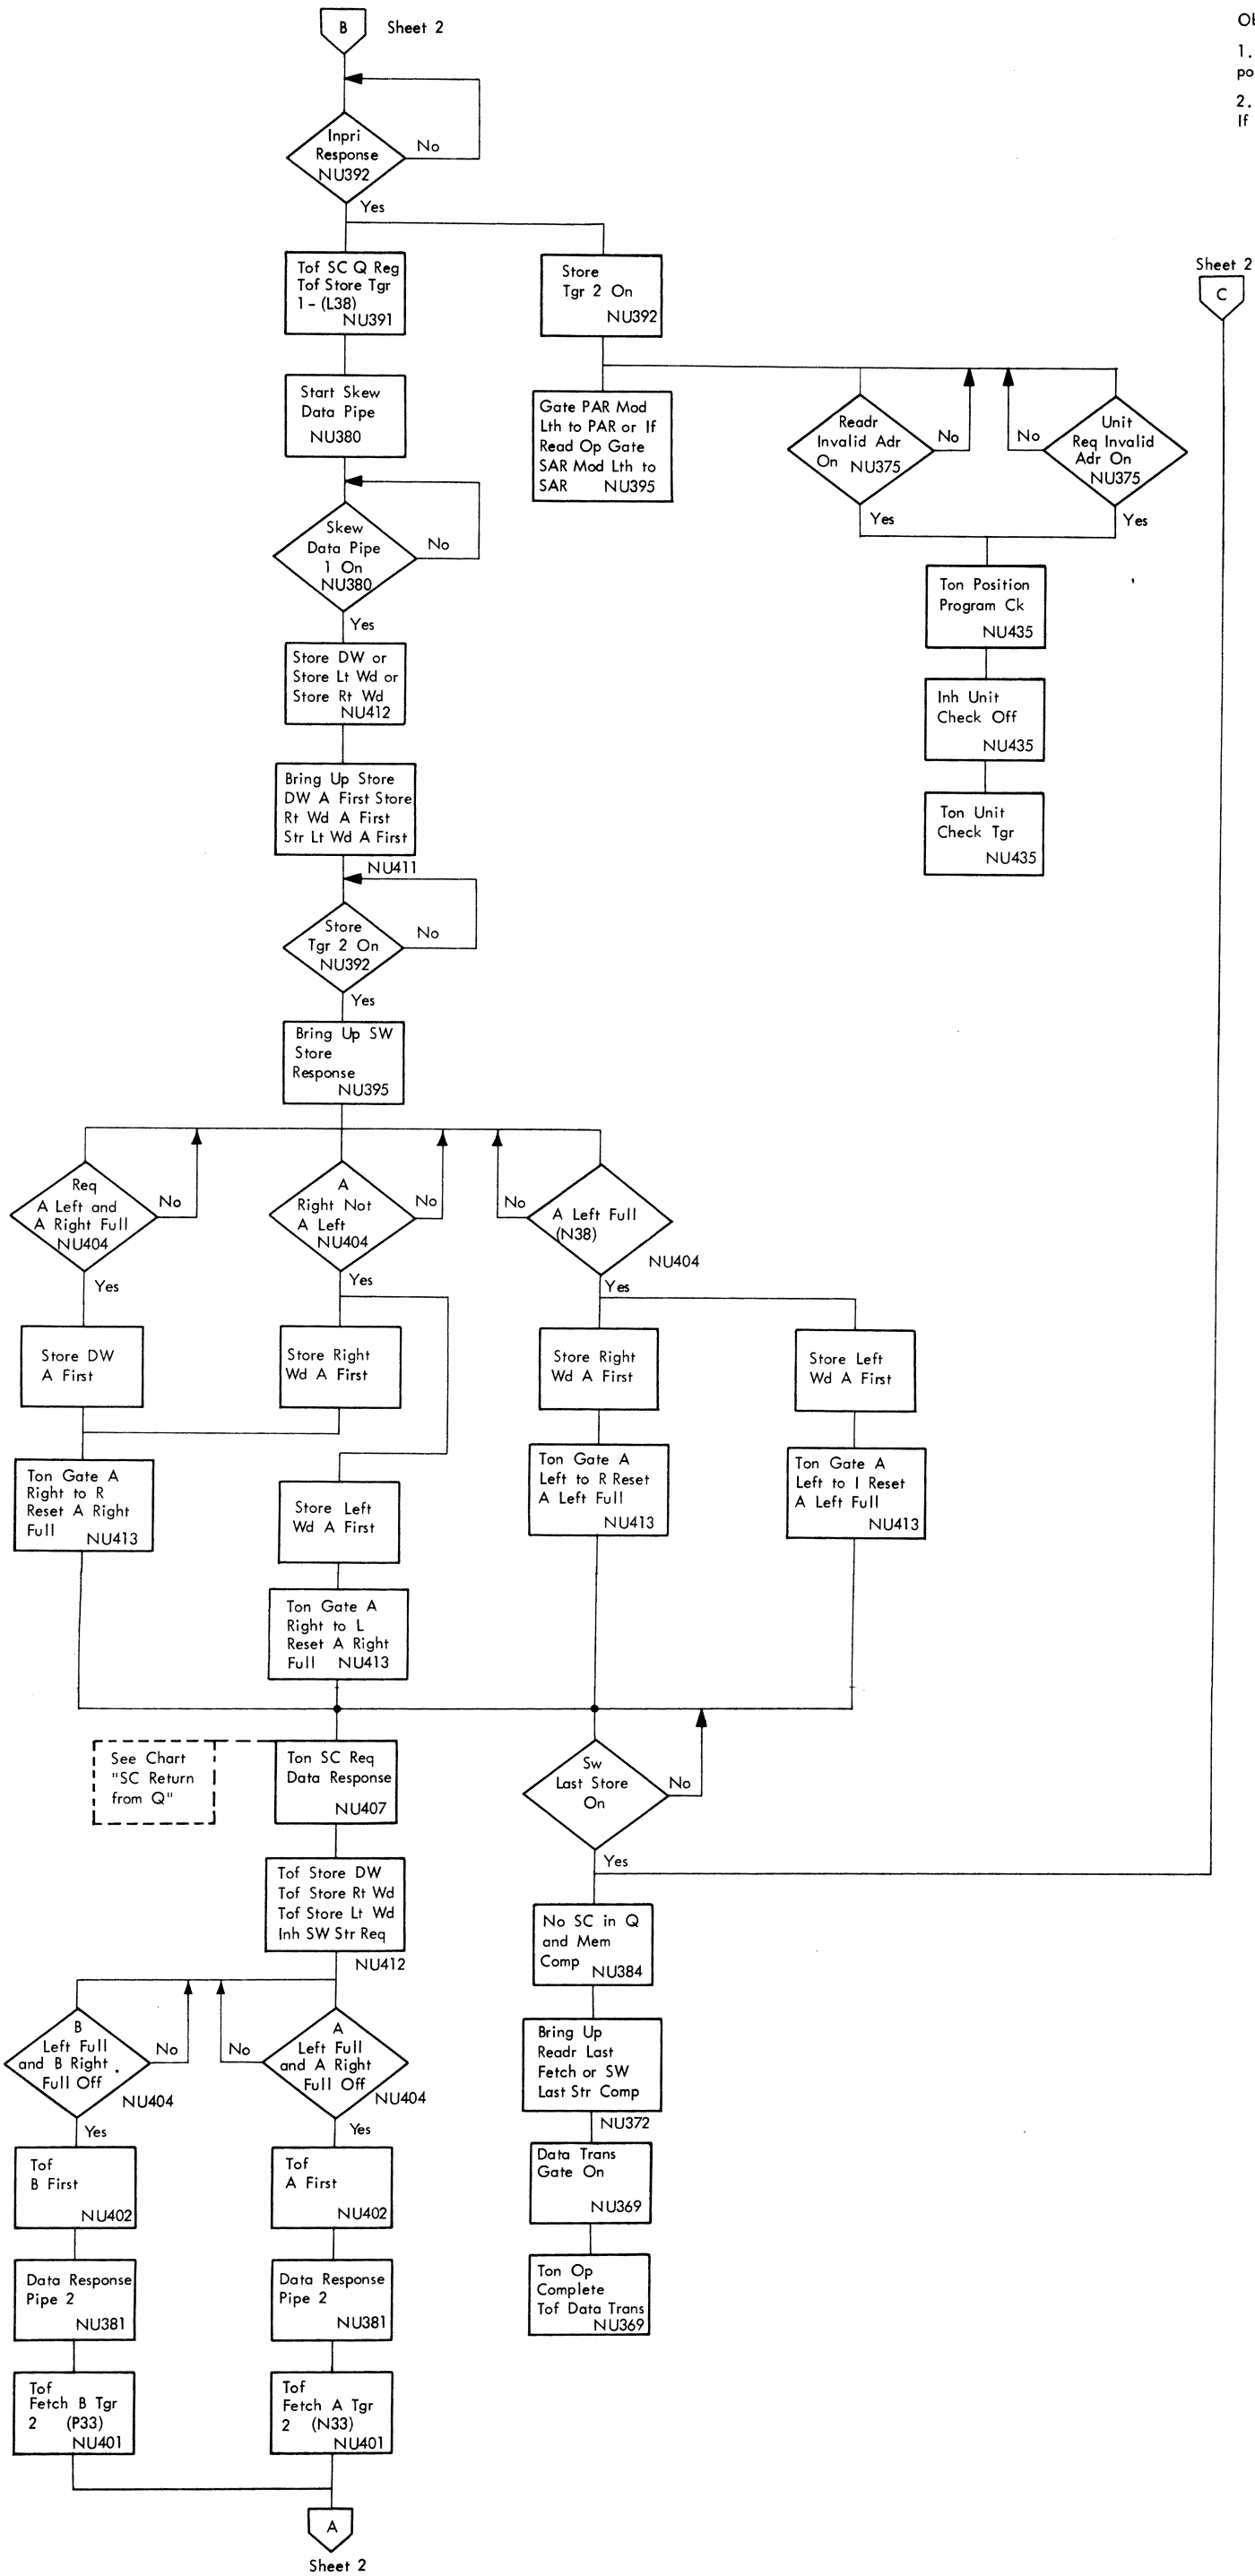 B
Sheet 2
Ob
1.
po
2.
If
Inpri
Response
NU392
No
Yes
Tof SC Q Reg
Tof Store Tgr
1 - (L38)
NU391
Store
Tgr 2 On
NU392
Sheet 2
C
Start Skew
Data Pipe
NU380
Gate PAR Mod
Lth to PAR or If
Read Op Gate
SAR Mod Lth to
SAR NU395
Readr
Invalid Adr
On NU375
No
Yes
Unit
Req Invalid
Adr On
NU375
No
Yes
Skew
Data Pipe
1 On
NU380
No
Yes
Ton Position
Program Ck
NU435
Store DW or
Store Lt Wd or
Store Rt Wd
NU412
Inh Unit
Check Off
NU435
Bring Up Store
DW A First Store
Rt Wd A First
Str Lt Wd A First
NU411
Ton Unit
Check Tgr
NU435
Store
Tgr 2 On
NU392
No
Yes
Bring Up SW
Store
Response
NU395
Req
A Left and
A Right Full
NU404
No
Yes
A
Right Not
A Left
NU404
No
Yes
A Left Full
(N38)
NU404
No
Yes
Store DW
A First
Store Right
Wd A First
Store Right
Wd A First
Store Left
Wd A First
Ton Gate A
Right to R
Reset A Right
Full NU413
Store Left
Wd A First
Ton Gate A
Left to R Reset
A Left Full
NU413
Ton Gate A
Left to I Reset
A Left Full
NU413
Ton Gate A
Right to L
Reset A Right
Full NU413
See Chart
"SC Return
from Q"
Ton SC Req
Data Response
NU407
Sw
Last Store
On
No
Yes
Tof Store DW
Tof Store Rt Wd
Tof Store Lt Wd
Inh SW Str Req
NU412
No SC in Q
and Mem
Comp NU384
B
Left Full
and B Right
Full Off
NU404
No
Yes
A
Left Full
and A Right
Full Off
NU404
No
Yes
Bring Up
Readr Last
Fetch or SW
Last Str Comp
NU372
Tof
B First
NU402
Tof
A First
NU402
Data Trans
Gate On
NU369
Data Response
Pipe 2
NU381
Data Response
Pipe 2
NU381
Ton Op
Complete
Tof Data Trans
NU369
Tof
Fetch B Tgr
2 (P33)
NU401
Tof
Fetch A Tgr
2 (N33)
NU401
A
Sheet 2